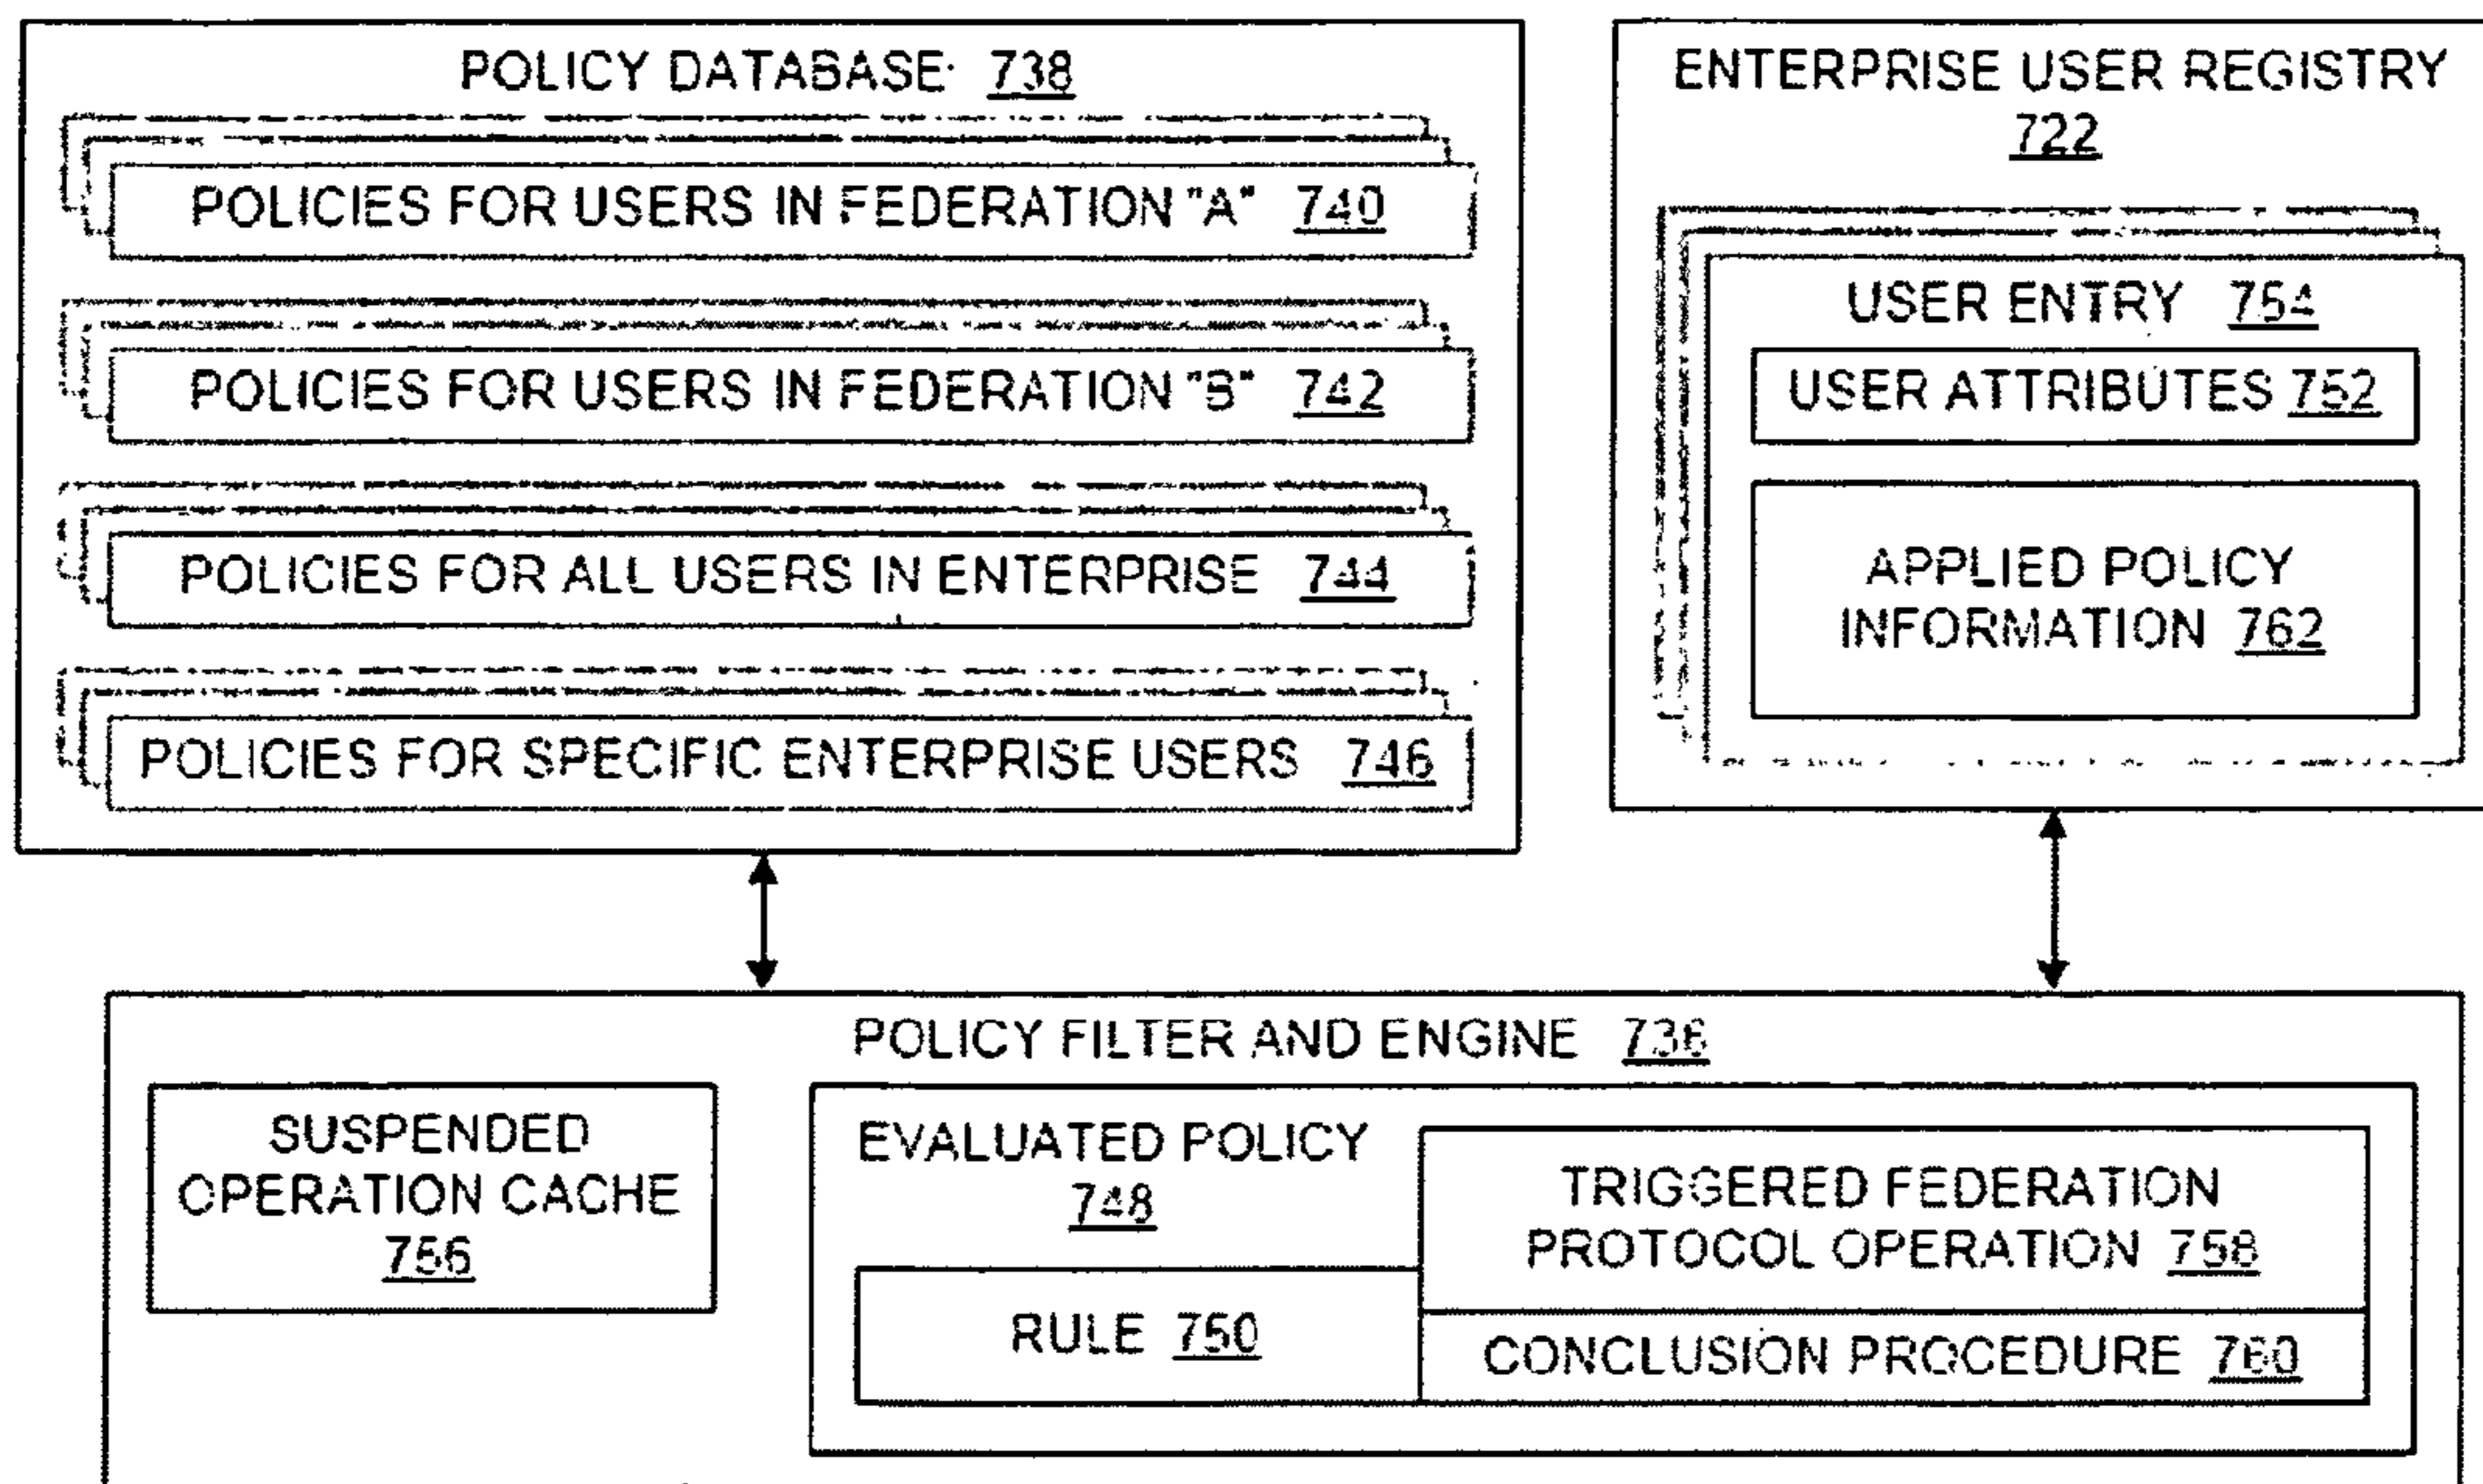 POLICY DATABASE: 738
POLICIES FOR USERS IN FEDERATION "A" 740
POLICIES FOR USERS IN FEDERATION "B" 742
POLICIES FOR ALL USERS IN ENTERPRISE 744
POLICIES FOR SPECIFIC ENTERPRISE USERS 746
ENTERPRISE USER REGISTRY
722
USER ENTRY 754
USER ATTRIBUTES 752
APPLIED POLICY
INFORMATION 762
POLICY FILTER AND ENGINE 736
SUSPENDED
OPERATION CACHE
756
EVALUATED POLICY
748
RULE 750
TRIGGERED FEDERATION
PROTOCOL OPERATION 758
CONCLUSION PROCEDURE 760